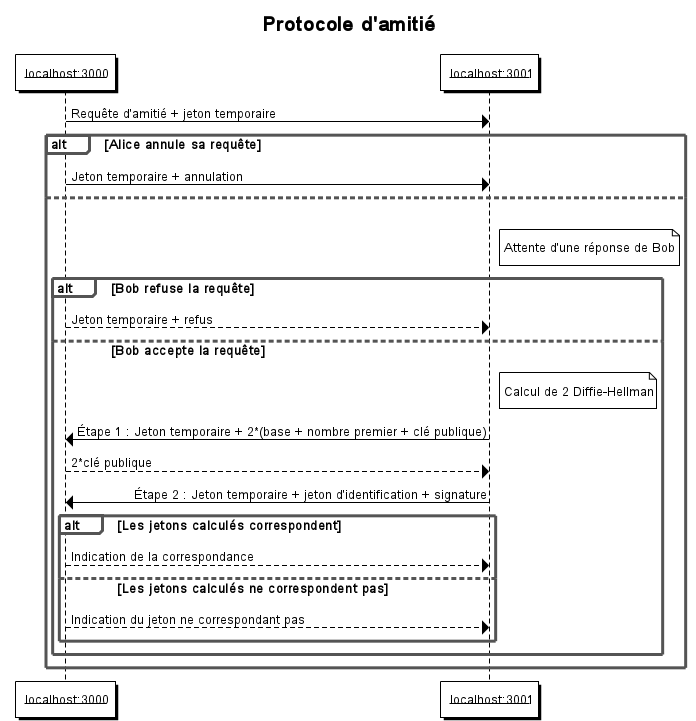 Protocole d'amitié
localhost:3000
localhost:3001
Requête d'amitié + jeton temporaire
alt
[Alice annule sa requête]
Jeton temporaire + annulation
Attente d'une réponse de Bob
alt
[Bob refuse la requête]
Jeton temporaire + refus
[Bob accepte la requête]
Calcul de 2 Diffie-Hellman
Étape 1 : Jeton temporaire + 2*(base + nombre premier + clé publique)
2*clé publique
Étape 2 : Jeton temporaire + jeton d'identification + signature
alt
[Les jetons calculés correspondent]
Indication de la correspondance
[Les jetons calculés ne correspondent pas]
Indication du jeton ne correspondant pas
localhost:3000
localhost:3001